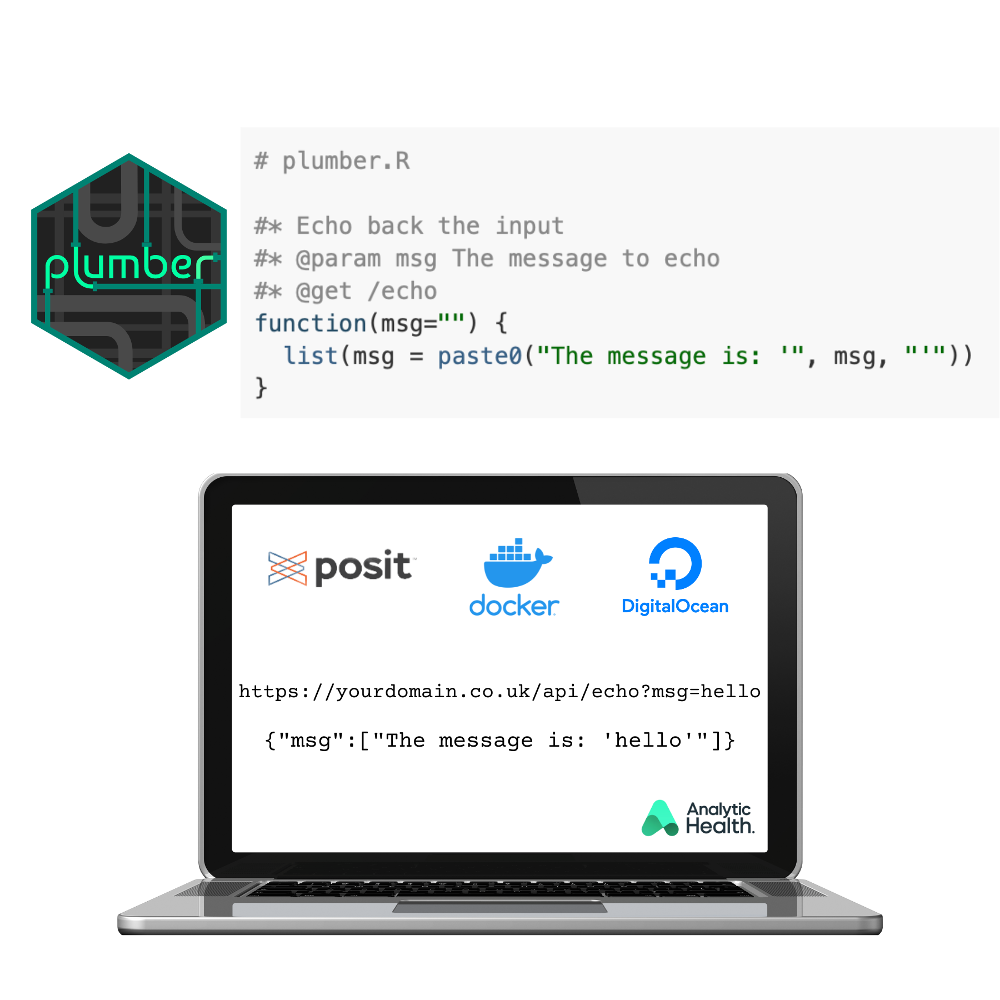 plumber
# plumber.R
#* Echo back the input
#* @param msg The message to echo
#* @get /echo
function(msg="") {
  list(msg = paste0("The message is: '", msg, "'"))
}
posit™
docker
DigitalOcean
https://yourdomain.co.uk/api/echo?msg=hello
{"msg":["The message is: 'hello'"]}
Analytic
Health.